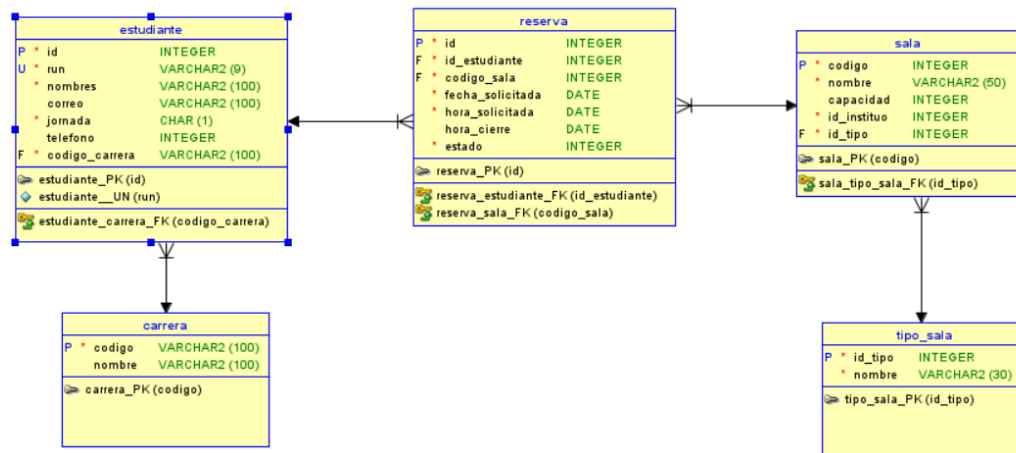 estudiante
P * id INTEGER
U * run VARCHAR2 (9)
* nombres VARCHAR2 (100)
correo VARCHAR2 (100)
* jornada CHAR (1)
telefono INTEGER
F * codigo_carrera VARCHAR2 (100)
estudiante_PK (id)
estudiante__UN (run)
estudiante_carrera_FK (codigo_carrera)
reserva
P * id INTEGER
F * id_estudiante INTEGER
F * codigo_sala INTEGER
* fecha_solicitada DATE
* hora_solicitada DATE
hora_cierre DATE
* estado INTEGER
reserva_PK (id)
reserva_estudiante_FK (id_estudiante)
reserva_sala_FK (codigo_sala)
sala
P * codigo INTEGER
* nombre VARCHAR2 (50)
capacidad INTEGER
* id_instituo INTEGER
F * id_tipo INTEGER
sala_PK (codigo)
sala_tipo_sala_FK (id_tipo)
carrera
P * codigo VARCHAR2 (100)
nombre VARCHAR2 (100)
carrera_PK (codigo)
tipo_sala
P * id_tipo INTEGER
* nombre VARCHAR2 (30)
tipo_sala_PK (id_tipo)